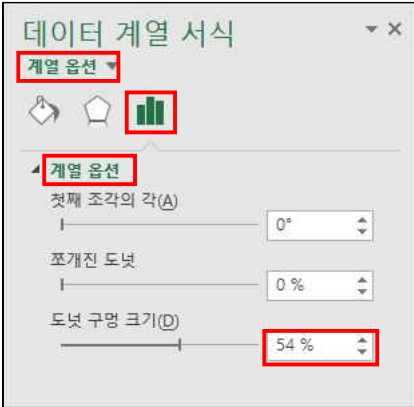 데이터 계열 서식
계열 옵션
계열 옵션
첫째 조각의 각(A)
0°
쪼개진 도넛
0 %
도넛 구멍 크기(D)
54 %